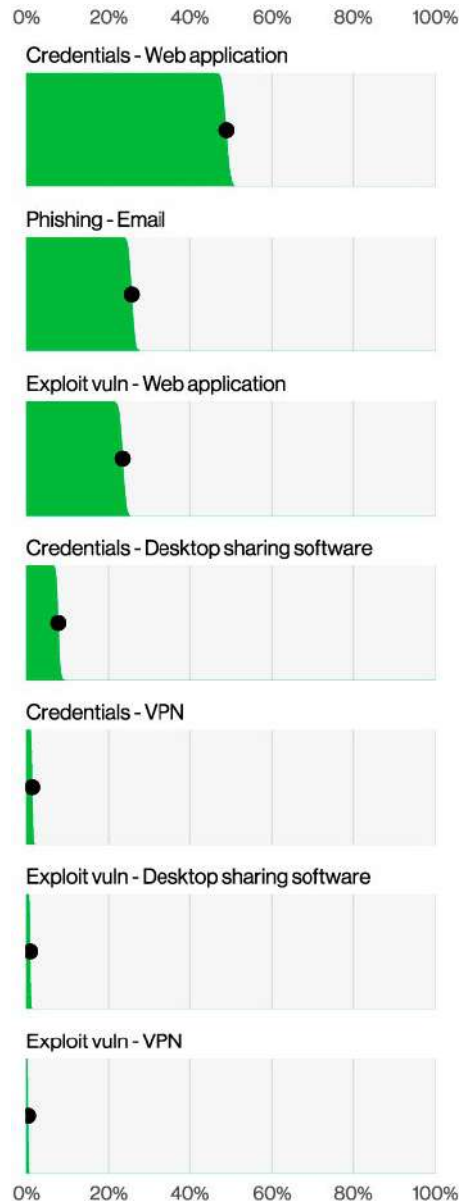 0% 20% 40% 60% 80% 100%
Credentials - Web application
Phishing - Email
Exploit vuln - Web application
Credentials - Desktop sharing software
Credentials - VPN
Exploit vuln - Desktop sharing software
Exploit vuln - VPN
0% 20% 40% 60% 80% 100%